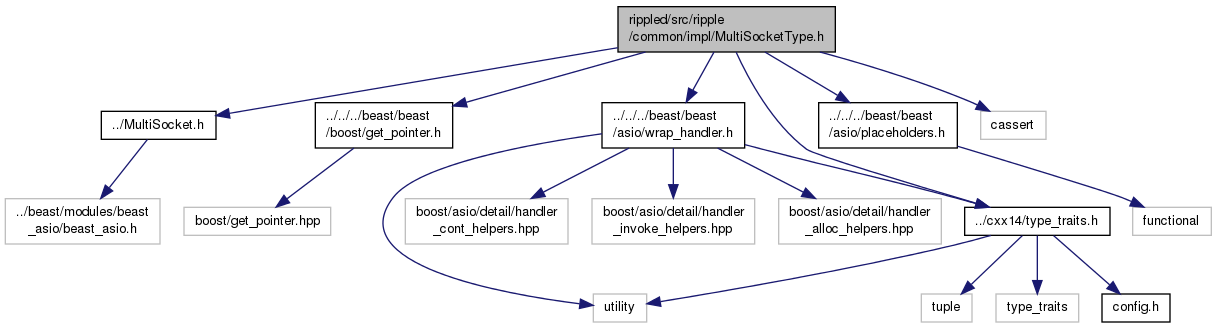 rippled/src/ripple
/common/impl/MultiSocketType.h
../MultiSocket.h
../../../beast/beast
/boost/get_pointer.h
../../../beast/beast
/asio/wrap_handler.h
../../../beast/beast
/asio/placeholders.h
cassert
../beast/modules/beast
_asio/beast_asio.h
boost/get_pointer.hpp
boost/asio/detail/handler
_cont_helpers.hpp
boost/asio/detail/handler
_invoke_helpers.hpp
boost/asio/detail/handler
_alloc_helpers.hpp
../cxx14/type_traits.h
functional
utility
tuple
type_traits
config.h